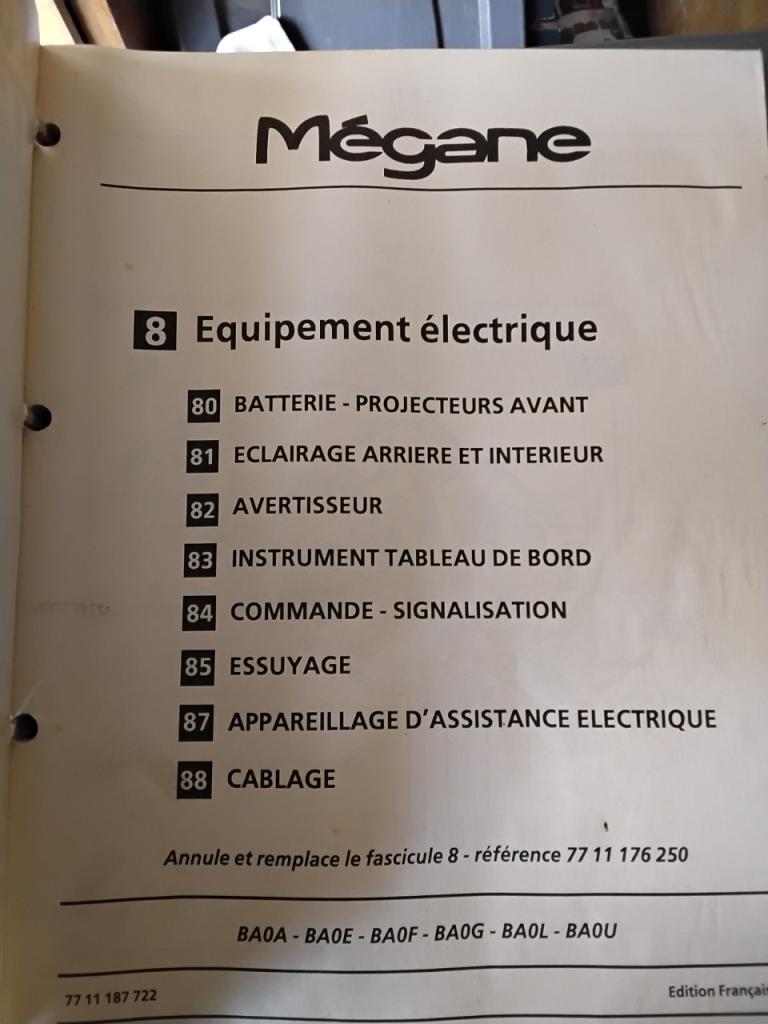 Mégane
8 Equipement électrique
80 BATTERIE - PROJECTEURS AVANT
81 ECLAIRAGE ARRIERE ET INTERIEUR
82 AVERTISSEUR
83 INSTRUMENT TABLEAU DE BORD
84 COMMANDE - SIGNALISATION
85 ESSUYAGE
87 APPAREILLAGE D'ASSISTANCE ELECTRIQUE
88 CABLAGE
Annule et remplace le fascicule 8 - référence 77 11 176 250
BA0A - BA0E - BA0F - BA0G - BA0L - BA0U
77 11 187 722
Edition Françai